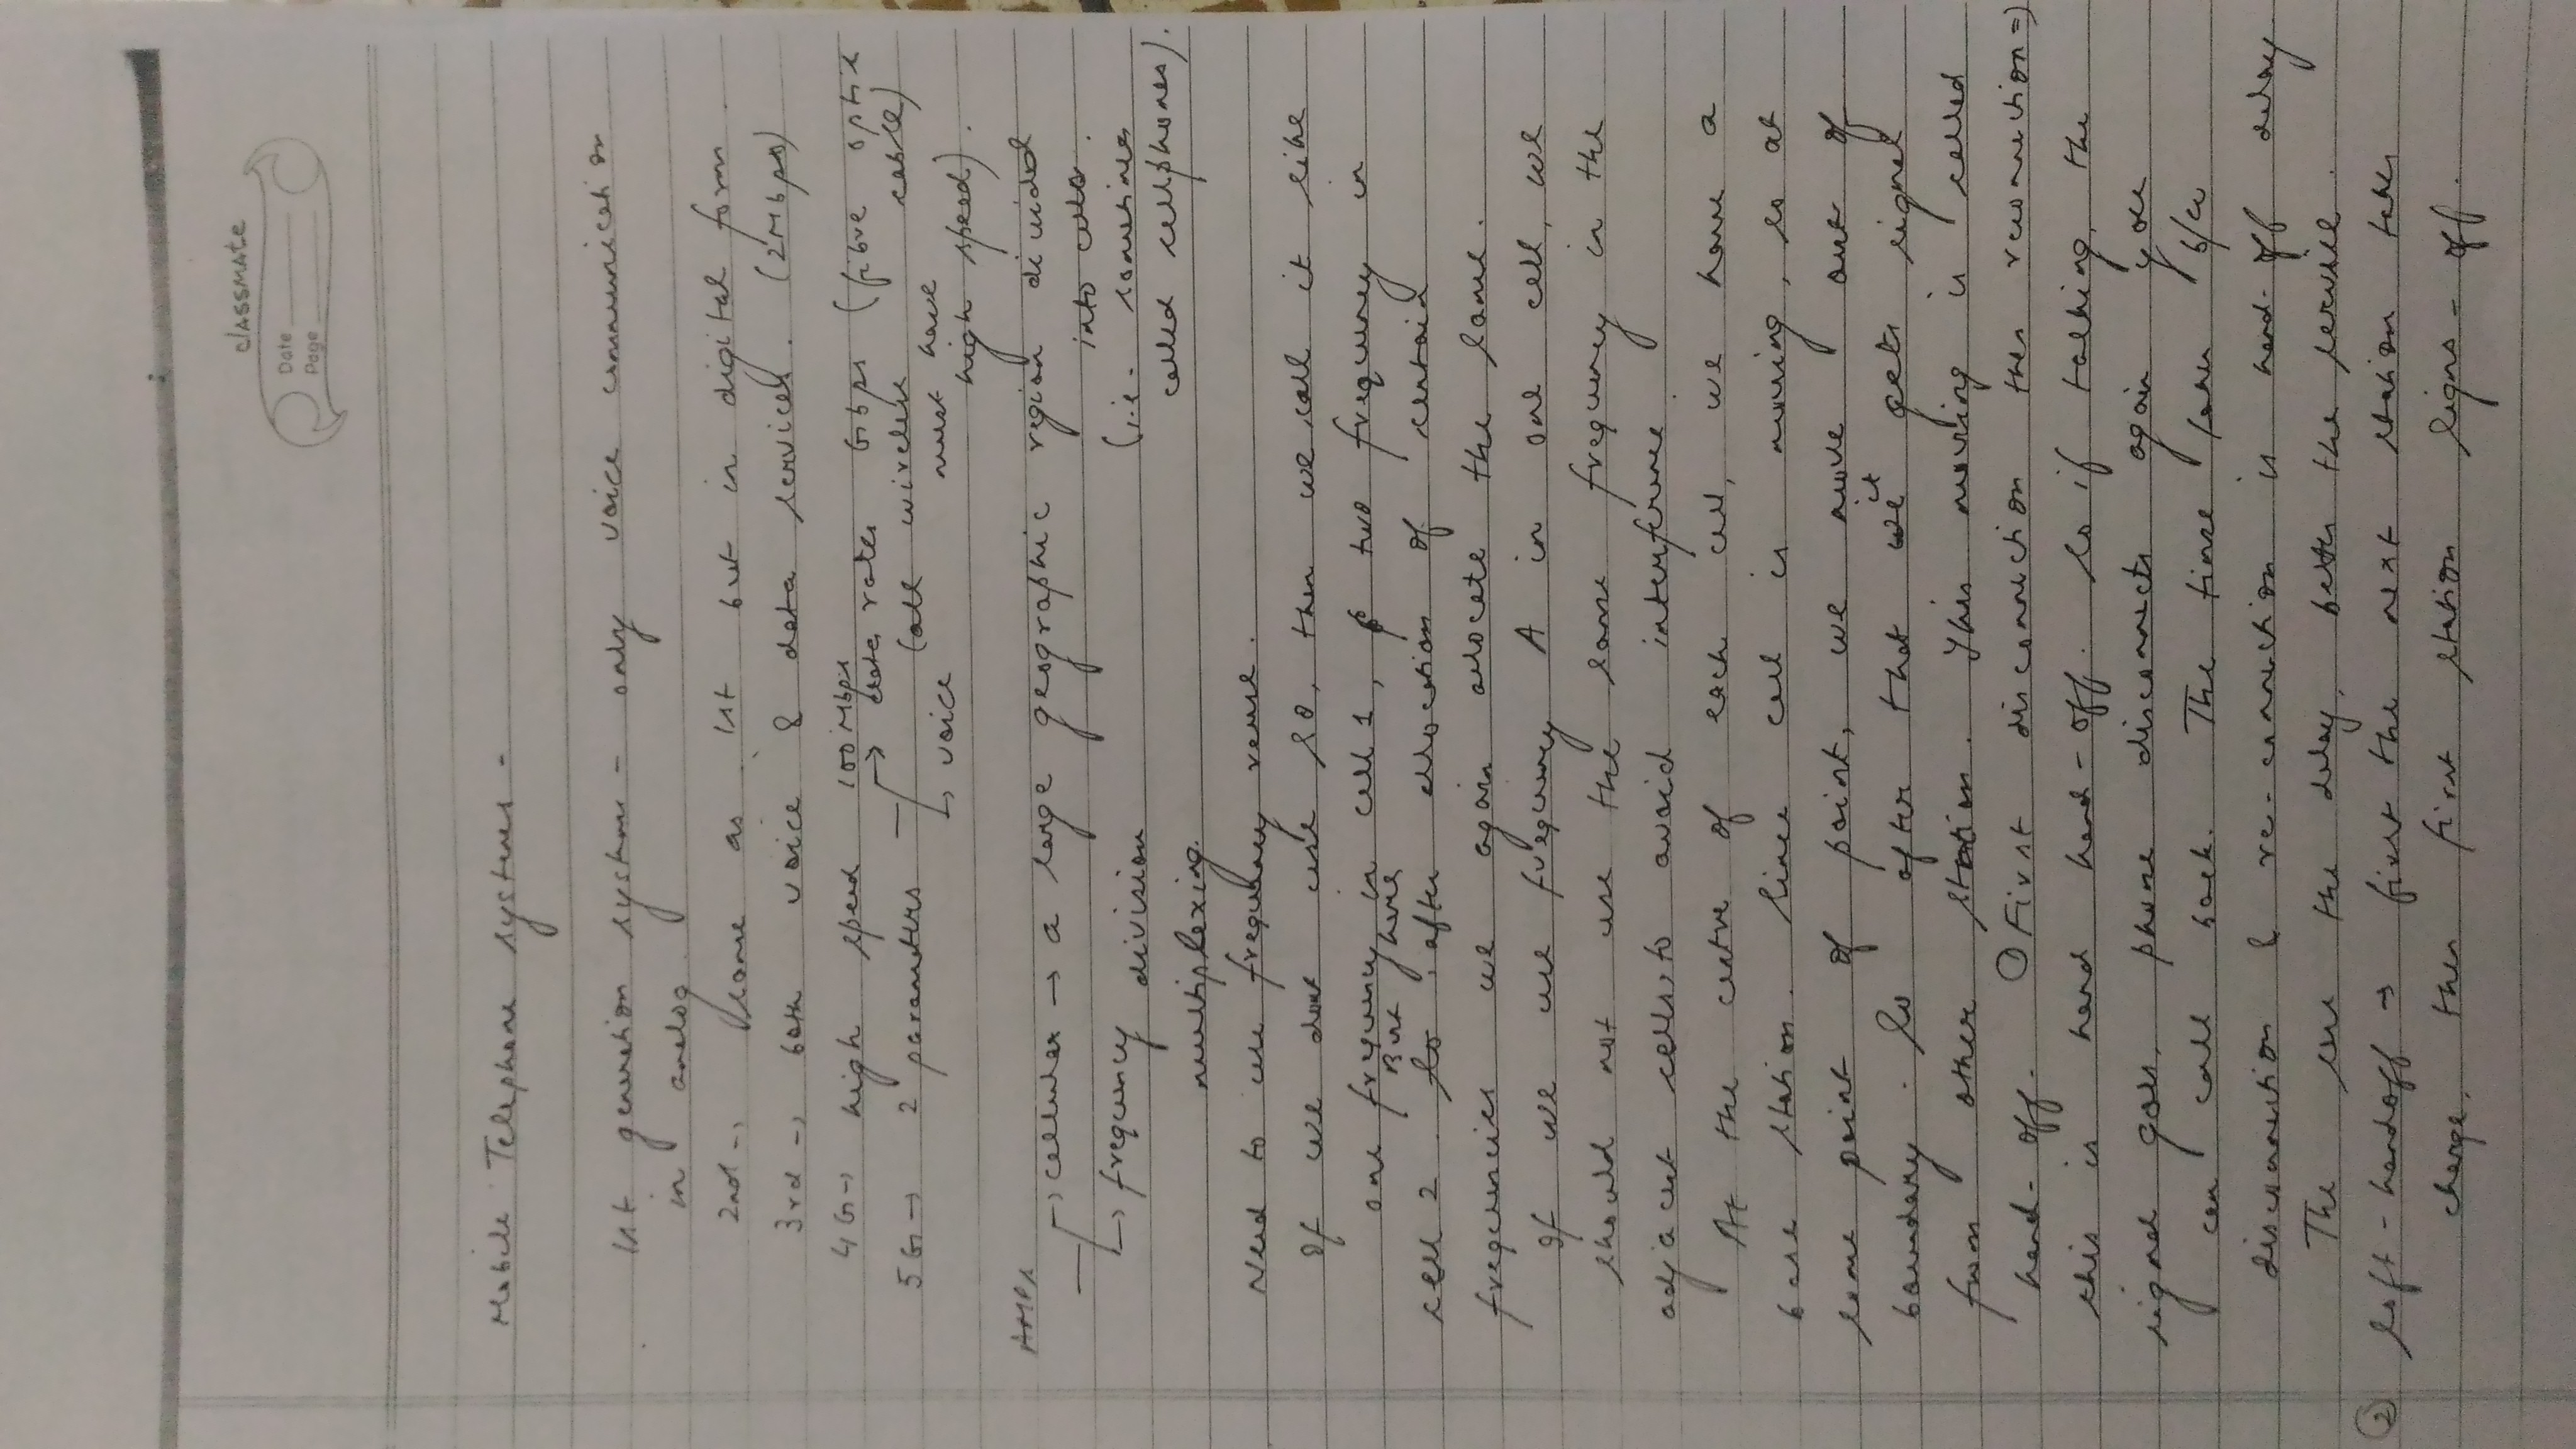 classmate
Date
Page
Mobile Telephone systems -
1st generation systems - only voice communication
in analog.
2nd → same as 1st but in digital form.
3rd → both voice & data services. (2Mbps)
4G → high speed 100 Mbps
5G → 2 parameters → data rates Gbps (fibre optic cable)
(all wireless must have high speed).
→ voice
AMPs
→ cellular → a large geographic region divided
into cells.
(i.e. sometimes
called cellphones).
→ frequency division
multiplexing.
Need to use frequency reuse.
If we dont use so, then we call it like
one frequency in cell 1, two frequency in
cell 2. But here after allocation of certain
frequencies we again allocate the same.
If we use frequency A in one cell, we
should not use the same frequency in the
adjacent cells, to avoid interference.
At the centre of each cell, we have a
base station. Since cell is moving, so at
some point of point, we move out of
boundary. So after that it gets signal
from other station. This moving is called
hand-off. ① First disconnection then reconnection ⇒
this is hard hand-off. So if talking, the
signal goes, phone disconnects again you
can call back. The time taken b/w
disconnection & re-connection is hand-off delay
The less the delay, better the service.
② Soft-handoff → first the next station takes
charge, then first station signs-off.